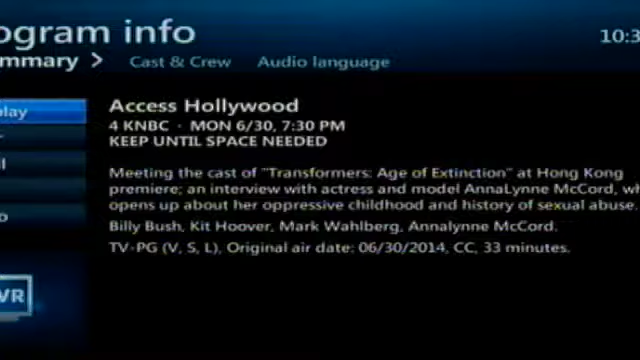 ogram info
10:3
mmary > Cast & Crew Audio language
lay
Access Hollywood
4 KNBC · MON 6/30, 7:30 PM
KEEP UNTIL SPACE NEEDED
l
Meeting the cast of "Transformers: Age of Extinction" at Hong Kong
premiere; an interview with actress and model AnnaLynne McCord, wh
opens up about her oppressive childhood and history of sexual abuse.
o
Billy Bush, Kit Hoover, Mark Wahlberg, Annalynne McCord.
TV-PG (V, S, L), Original air date: 06/30/2014, CC, 33 minutes.
VR